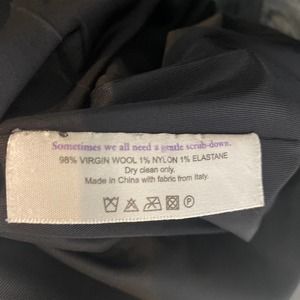 Sometimes we all need a gentle scrub-down.
98% VIRGIN WOOL 1% NYLON 1% ELASTANE
Dry clean only.
Made in China with fabric from Italy.
P